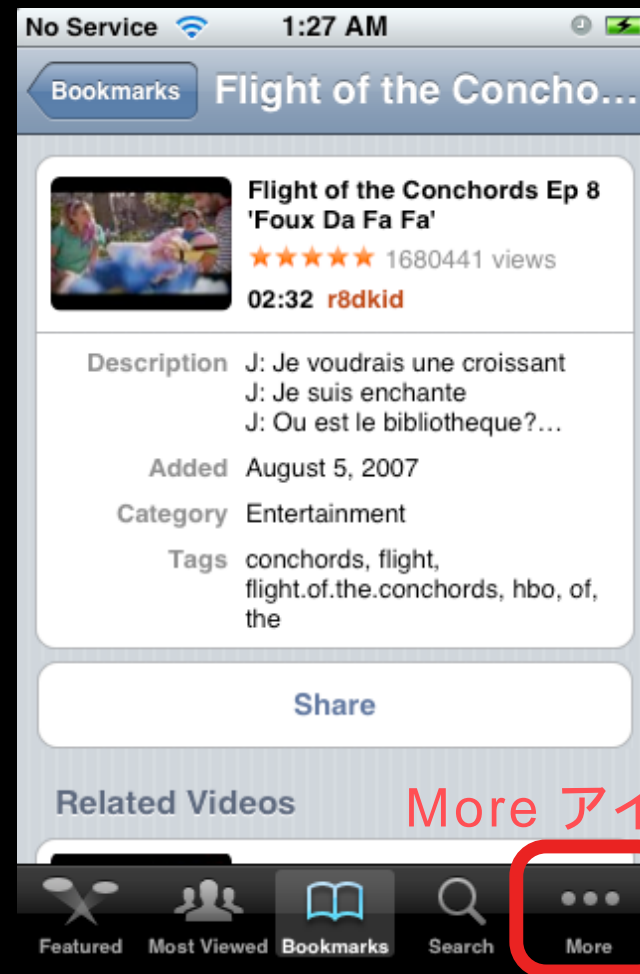 No Service 1:27 AM
Bookmarks Flight of the Concho...
Flight of the Conchords Ep 8
'Foux Da Fa Fa'
1680441 views
02:32 r8dkid
Description J: Je voudrais une croissant
J: Je suis enchante
J: Ou est le bibliotheque?...
Added August 5, 2007
Category Entertainment
Tags conchords, flight,
flight.of.the.conchords, hbo, of,
the
Share
Related Videos
More アイ
Featured Most Viewed Bookmarks Search More